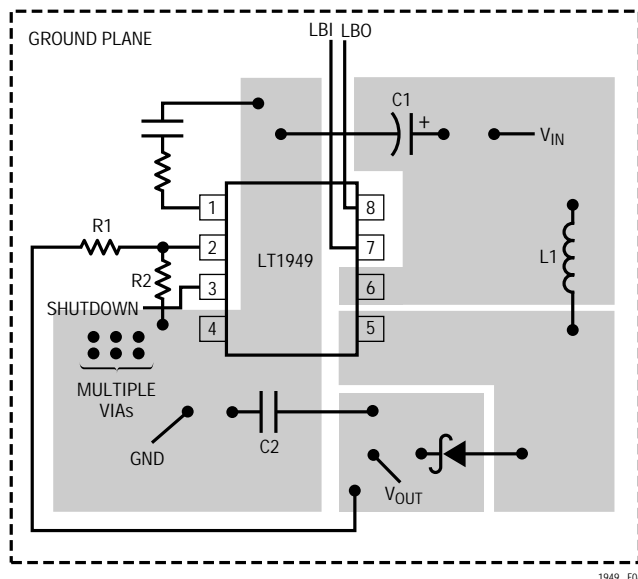 GROUND PLANE
LBI LBO
C1
+
VIN
1
8
R1
2
7
LT1949
L1
R2
3
6
SHUTDOWN
4
5
MULTIPLE
VIAs
GND
C2
VOUT